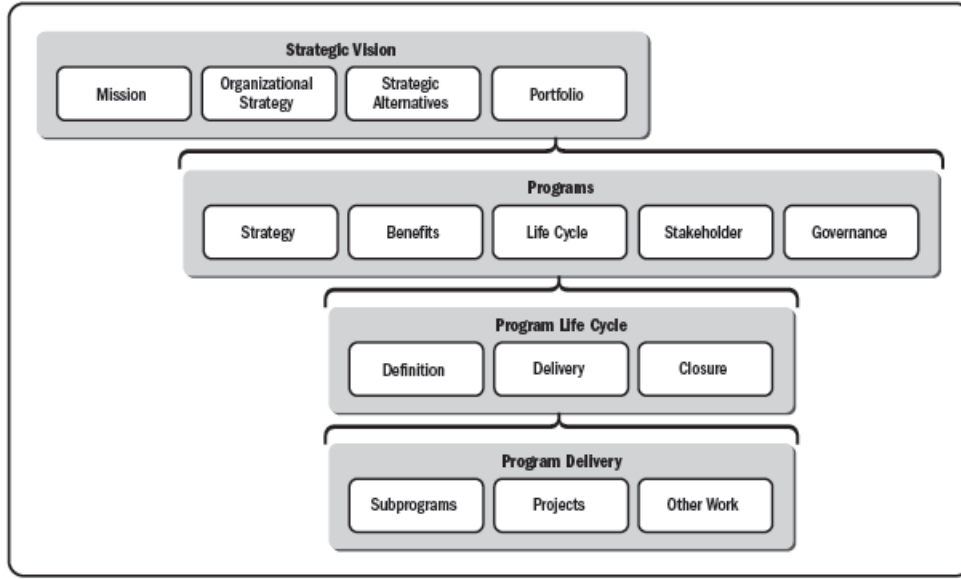 Strategic Vision
Mission
Organizational
Strategy
Strategic
Alternatives
Portfolio
Programs
Strategy
Benefits
Life Cycle
Stakeholder
Governance
Program Life Cycle
Definition
Delivery
Closure
Program Delivery
Subprograms
Projects
Other Work